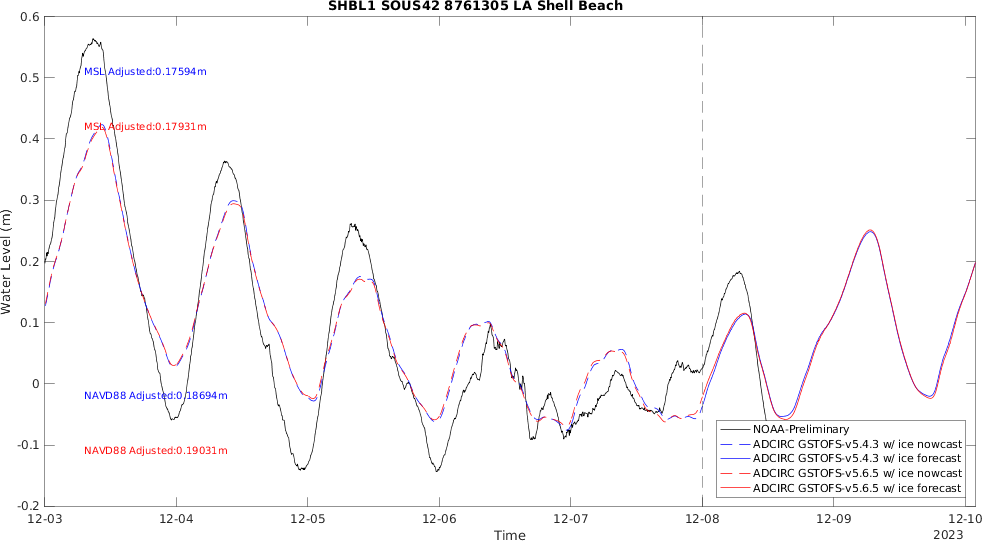 SHBL1 SOUS42 8761305 LA Shell Beach
0.6
0.5
0.4
0.3
0.2
0.1
0
-0.1
-0.2
Water Level (m)
MSL Adjusted:0.17594m
MSL Adjusted:0.17931m
NAVD88 Adjusted:0.18694m
NAVD88 Adjusted:0.19031m
NOAA-Preliminary
ADCIRC GSTOFS-v5.4.3 w/ ice nowcast
ADCIRC GSTOFS-v5.4.3 w/ ice forecast
ADCIRC GSTOFS-v5.6.5 w/ ice nowcast
ADCIRC GSTOFS-v5.6.5 w/ ice forecast
12-03 12-04 12-05 12-06 12-07 12-08 12-09 12-10
Time
2023